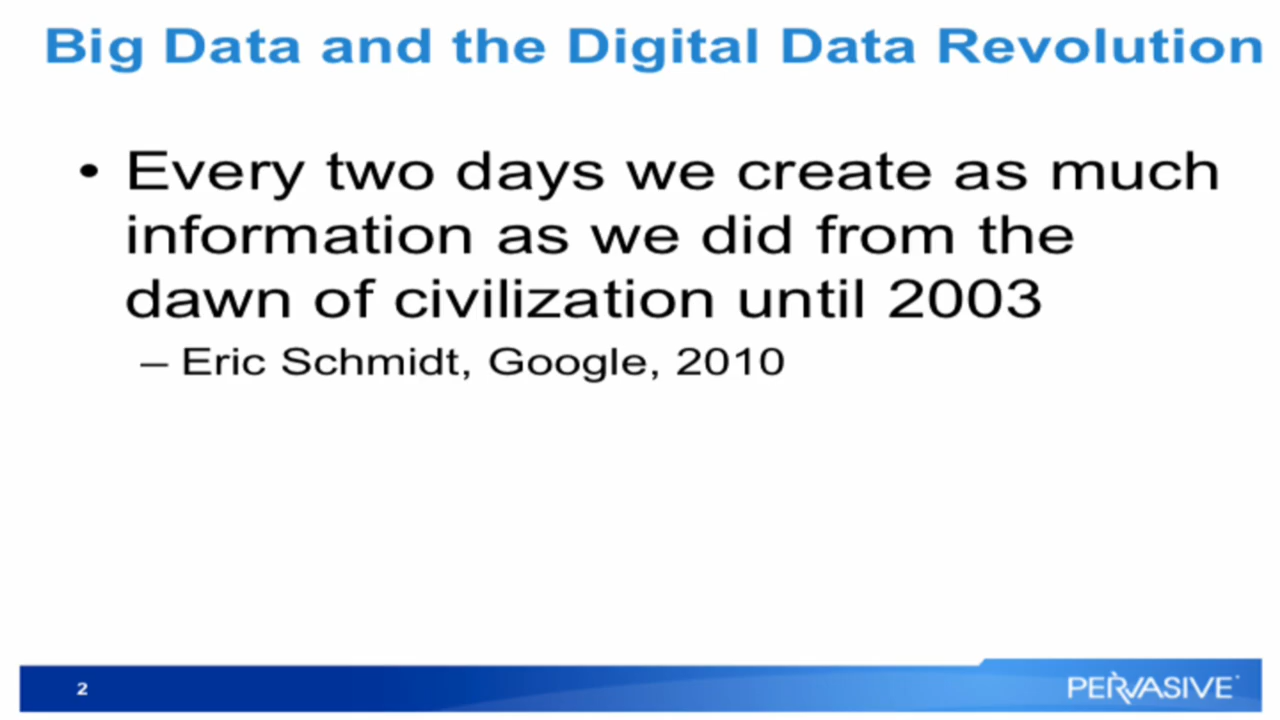 Big Data and the Digital Data Revolution
• Every two days we create as much
information as we did from the
dawn of civilization until 2003
– Eric Schmidt, Google, 2010
2
PERVASIVE